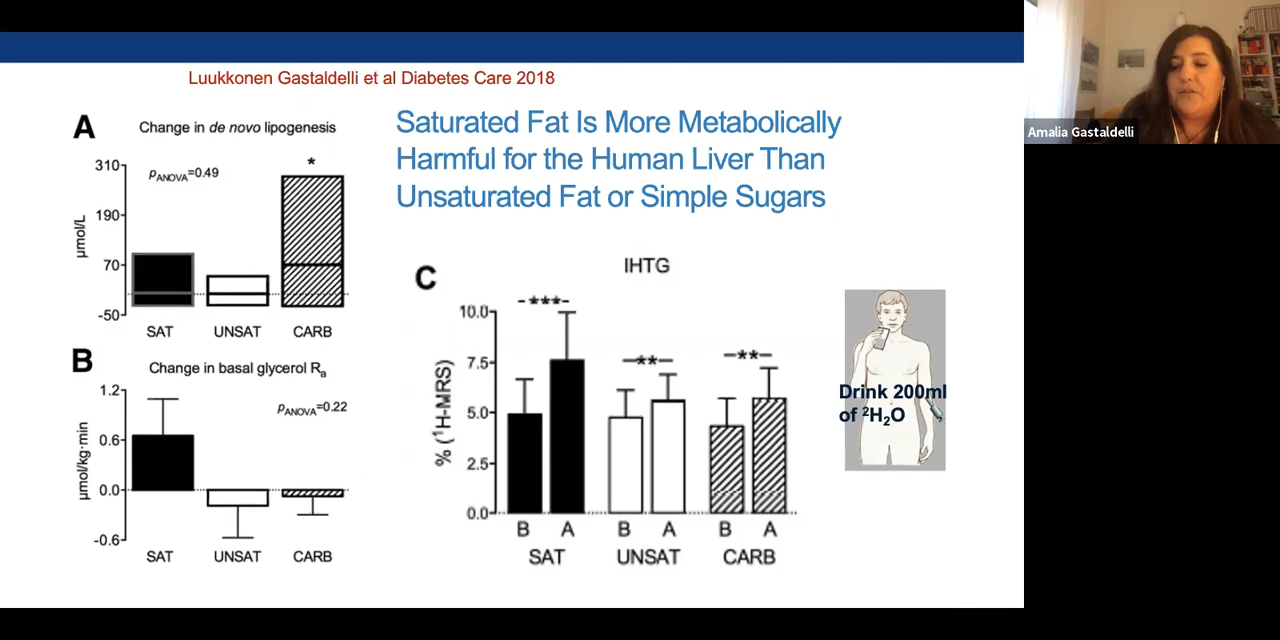 Luukkonen Gastaldelli et al Diabetes Care 2018
Saturated Fat Is More Metabolically
Harmful for the Human Liver Than
Unsaturated Fat or Simple Sugars
A
Change in de novo lipogenesis
310
190
70
-50
µmol/L
pANOVA=0.49
*
SAT UNSAT CARB
B
Change in basal glycerol Ra
1.2
0.6
0.0
-0.6
µmol/kg·min
pANOVA=0.22
SAT UNSAT CARB
C
IHTG
10.0
7.5
5.0
2.5
0.0
% (¹H-MRS)
*** ** **
B A B A B A
SAT UNSAT CARB
Drink 200ml
of ²H₂O
Amalia Gastaldelli